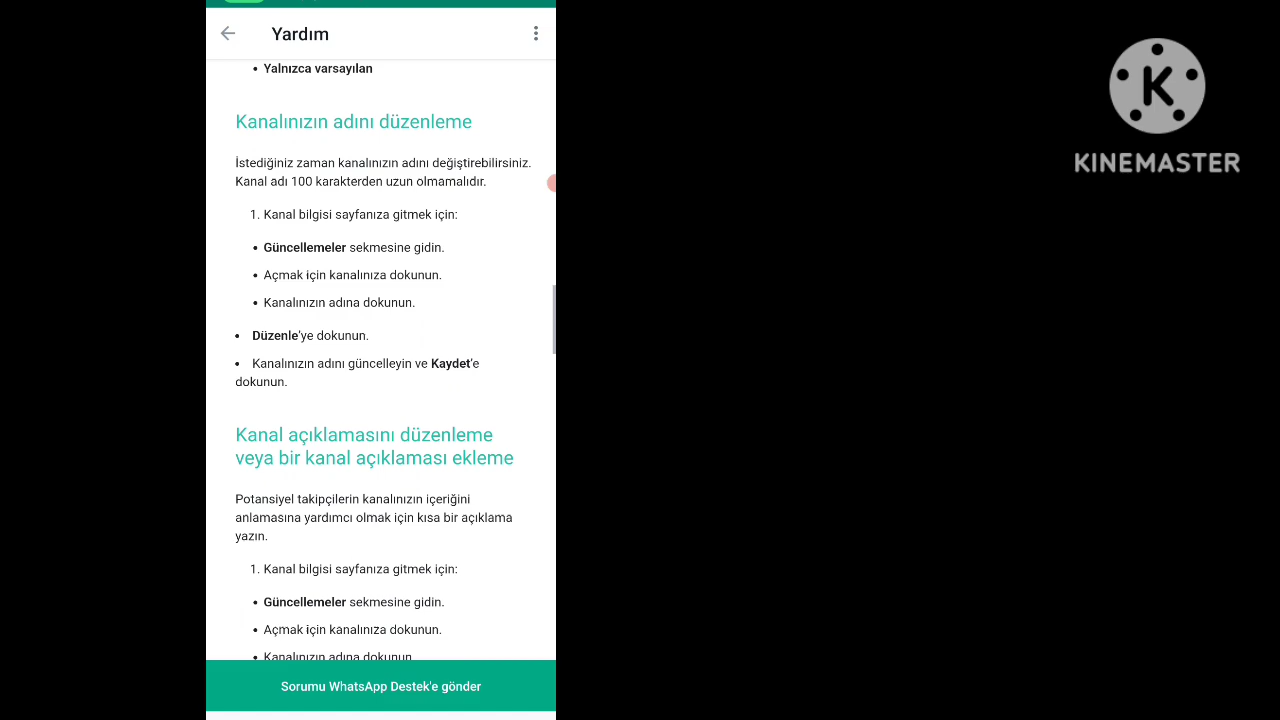 Yardım
• Yalnızca varsayılan
Kanalınızın adını düzenleme
İstediğiniz zaman kanalınızın adını değiştirebilirsiniz.
Kanal adı 100 karakterden uzun olmamalıdır.
1. Kanal bilgisi sayfanıza gitmek için:
• Güncellemeler sekmesine gidin.
• Açmak için kanalınıza dokunun.
• Kanalınızın adına dokunun.
• Düzenle'ye dokunun.
• Kanalınızın adını güncelleyin ve Kaydet'e
dokunun.
Kanal açıklamasını düzenleme
veya bir kanal açıklaması ekleme
Potansiyel takipçilerin kanalınızın içeriğini
anlamasına yardımcı olmak için kısa bir açıklama
yazın.
1. Kanal bilgisi sayfanıza gitmek için:
• Güncellemeler sekmesine gidin.
• Açmak için kanalınıza dokunun.
• Kanalınızın adına dokunun
Sorumu WhatsApp Destek'e gönder
K
KINEMASTER